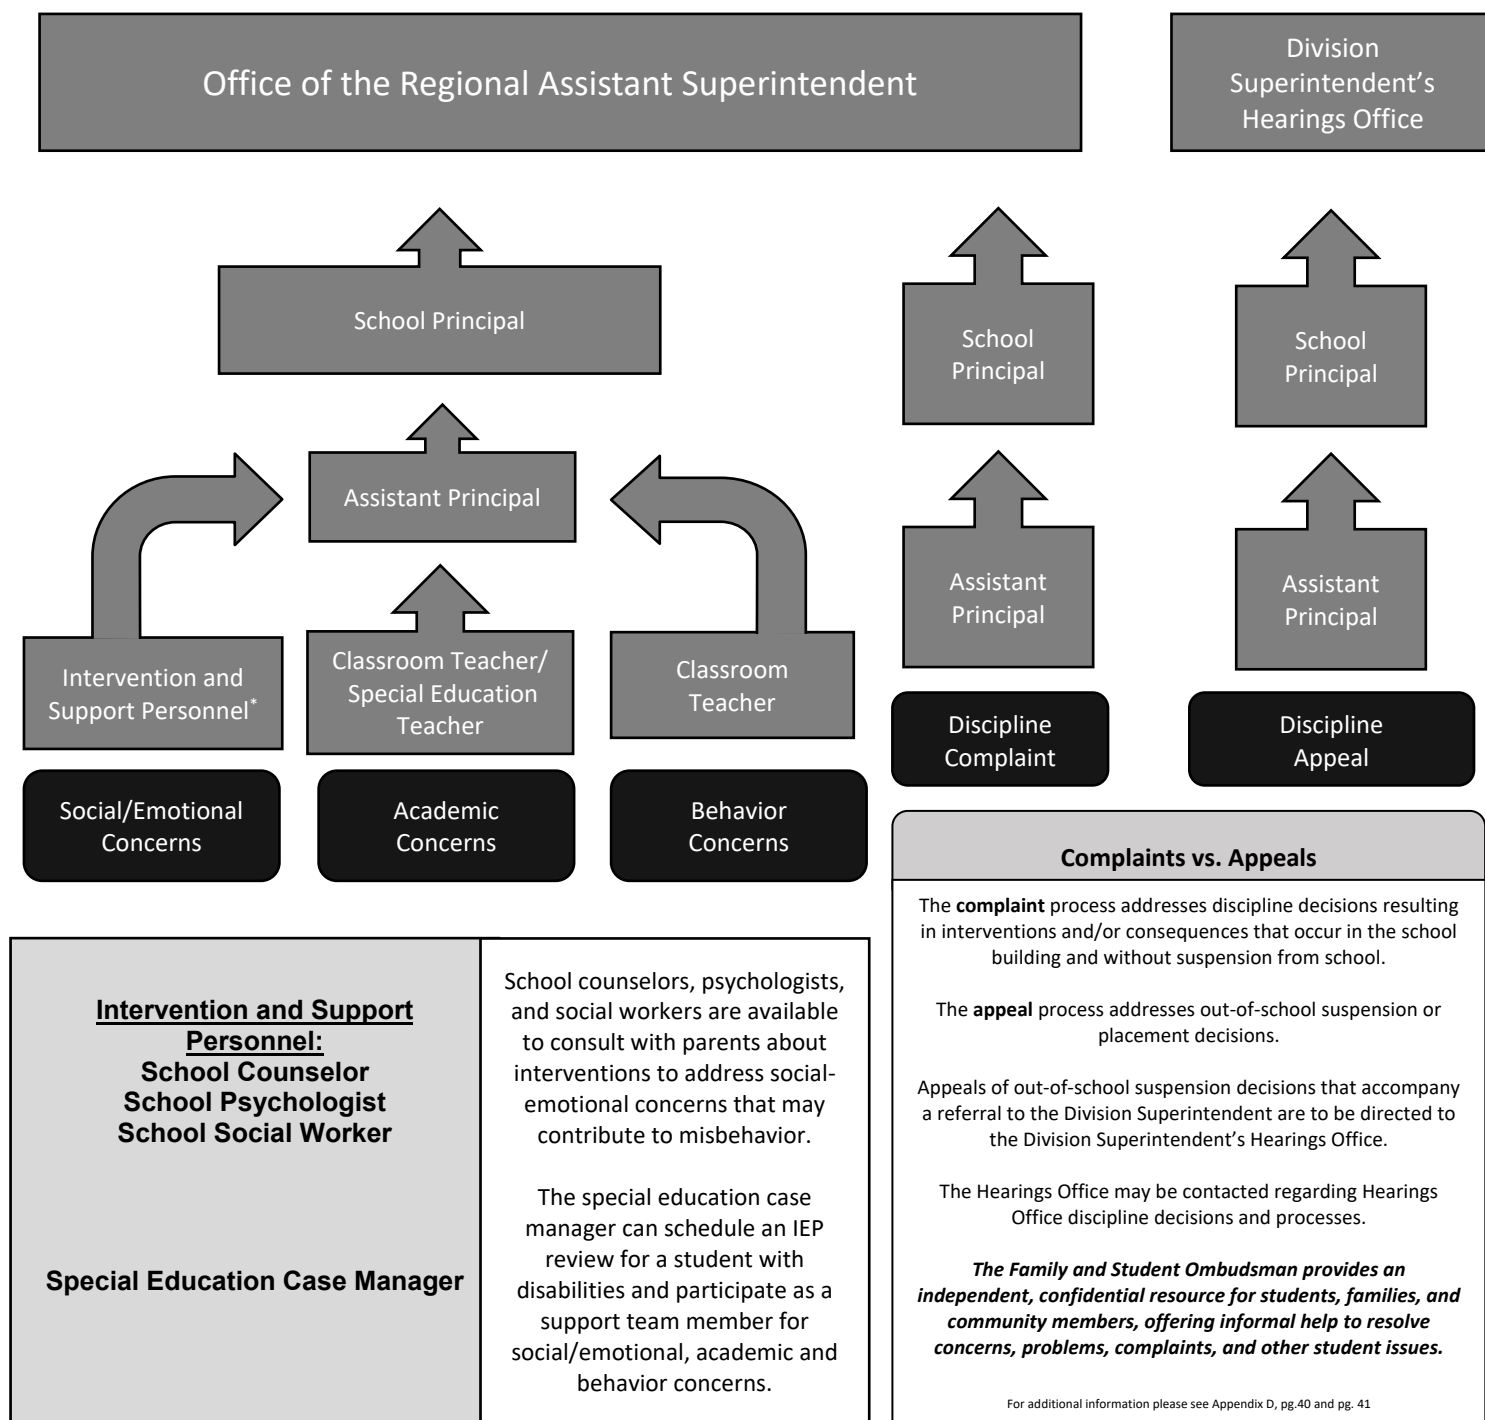 Office of the Regional Assistant Superintendent
Division
Superintendent’s
Hearings Office
School Principal
School
Principal
School
Principal
Assistant Principal
Assistant
Principal
Assistant
Principal
Intervention and
Support Personnel*
Classroom Teacher/
Special Education
Teacher
Classroom
Teacher
Discipline
Complaint
Discipline
Appeal
Social/Emotional
Concerns
Academic
Concerns
Behavior
Concerns
Complaints vs. Appeals
The complaint process addresses discipline decisions resulting
in interventions and/or consequences that occur in the school
building and without suspension from school.
The appeal process addresses out-of-school suspension or
placement decisions.
Appeals of out-of-school suspension decisions that accompany
a referral to the Division Superintendent are to be directed to
the Division Superintendent’s Hearings Office.
The Hearings Office may be contacted regarding Hearings
Office discipline decisions and processes.
The Family and Student Ombudsman provides an
independent, confidential resource for students, families, and
community members, offering informal help to resolve
concerns, problems, complaints, and other student issues.
For additional information please see Appendix D, pg.40 and pg. 41
Intervention and Support
Personnel:
School Counselor
School Psychologist
School Social Worker
Special Education Case Manager
School counselors, psychologists,
and social workers are available
to consult with parents about
interventions to address social-
emotional concerns that may
contribute to misbehavior.
The special education case
manager can schedule an IEP
review for a student with
disabilities and participate as a
support team member for
social/emotional, academic and
behavior concerns.